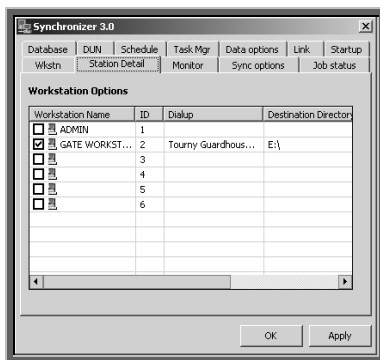 Synchronizer 3.0
Database DUN Schedule Task Mgr Data options Link Startup
Wkstn Station Detail Monitor Sync options Job status
Workstation Options
Workstation Name ID Dialup Destination Directory
ADMIN 1
GATE WORKST... 2 Tourny Guardhous... E:\
3
4
5
6
OK Apply